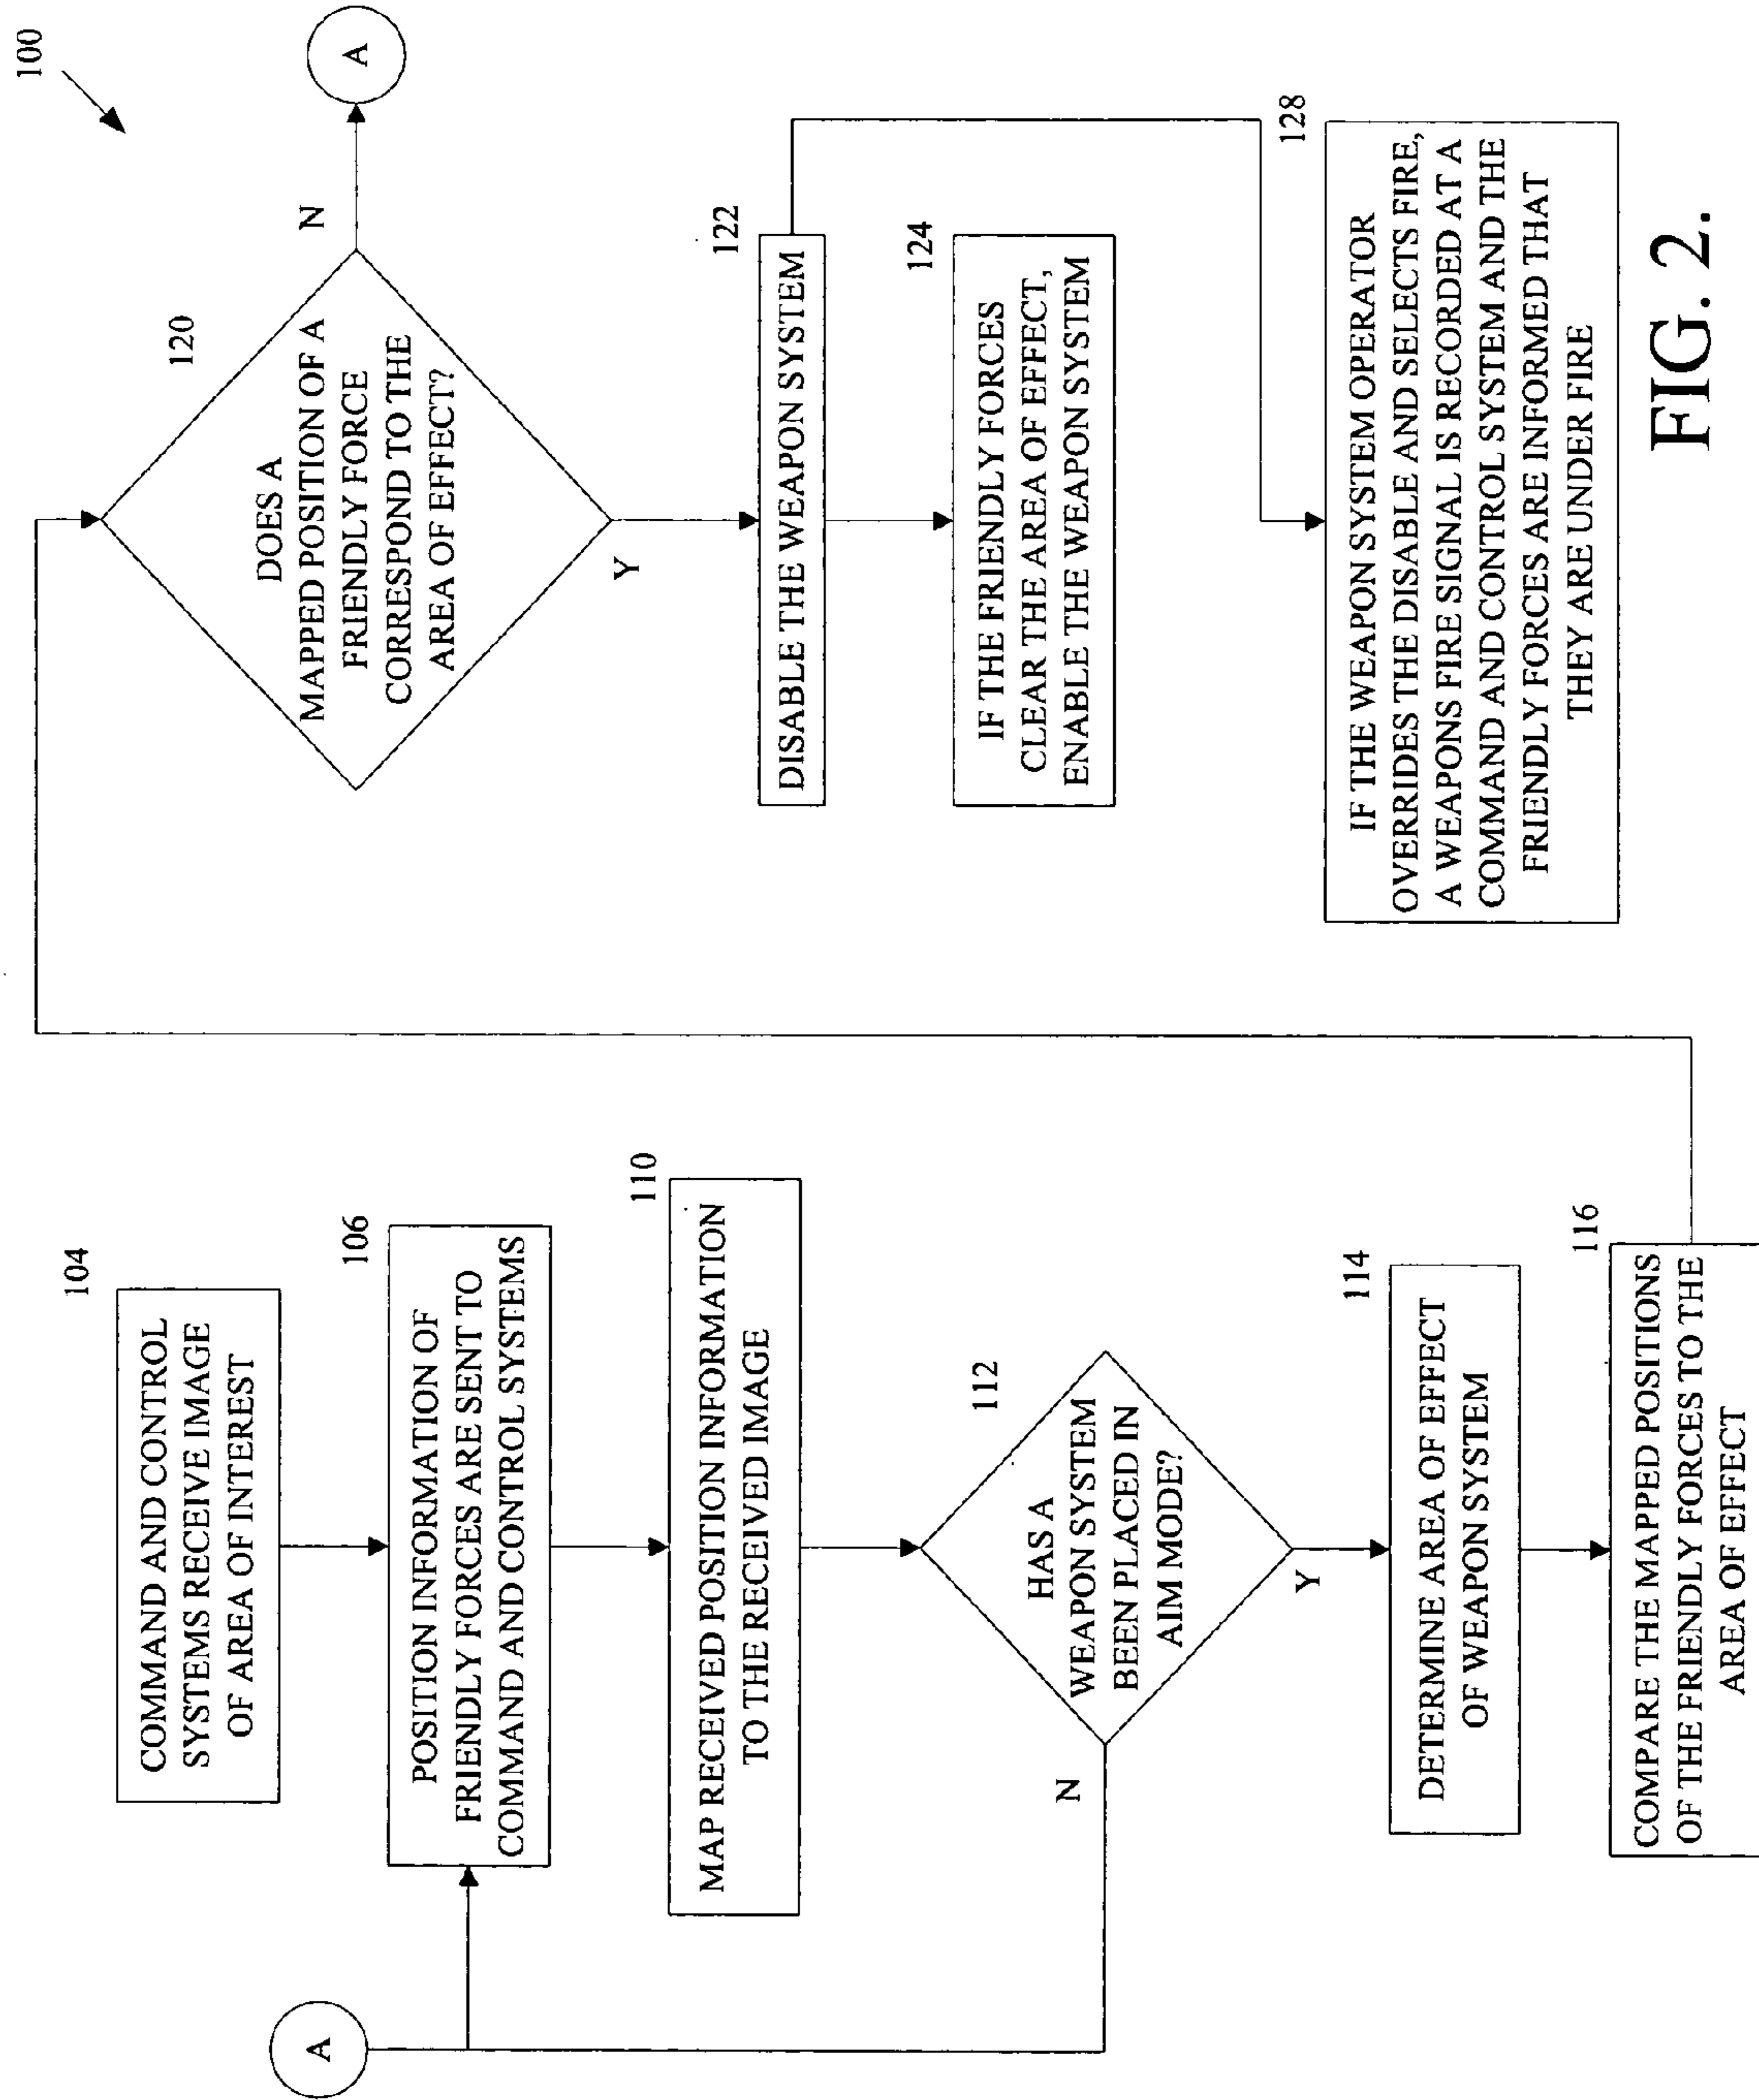 100
104
COMMAND AND CONTROL
SYSTEMS RECEIVE IMAGE
OF AREA OF INTEREST
A
106
POSITION INFORMATION OF
FRIENDLY FORCES ARE SENT TO
COMMAND AND CONTROL SYSTEMS
110
MAP RECEIVED POSITION INFORMATION
TO THE RECEIVED IMAGE
112
HAS A
WEAPON SYSTEM
BEEN PLACED IN
AIM MODE?
N
Y
114
DETERMINE AREA OF EFFECT
OF WEAPON SYSTEM
116
COMPARE THE MAPPED POSITIONS
OF THE FRIENDLY FORCES TO THE
AREA OF EFFECT
120
DOES A
MAPPED POSITION OF A
FRIENDLY FORCE
CORRESPOND TO THE
AREA OF EFFECT?
N
A
Y
122
DISABLE THE WEAPON SYSTEM
124
IF THE FRIENDLY FORCES
CLEAR THE AREA OF EFFECT,
ENABLE THE WEAPON SYSTEM
128
IF THE WEAPON SYSTEM OPERATOR
OVERRIDES THE DISABLE AND SELECTS FIRE,
A WEAPONS FIRE SIGNAL IS RECORDED AT A
COMMAND AND CONTROL SYSTEM AND THE
FRIENDLY FORCES ARE INFORMED THAT
THEY ARE UNDER FIRE
FIG. 2.